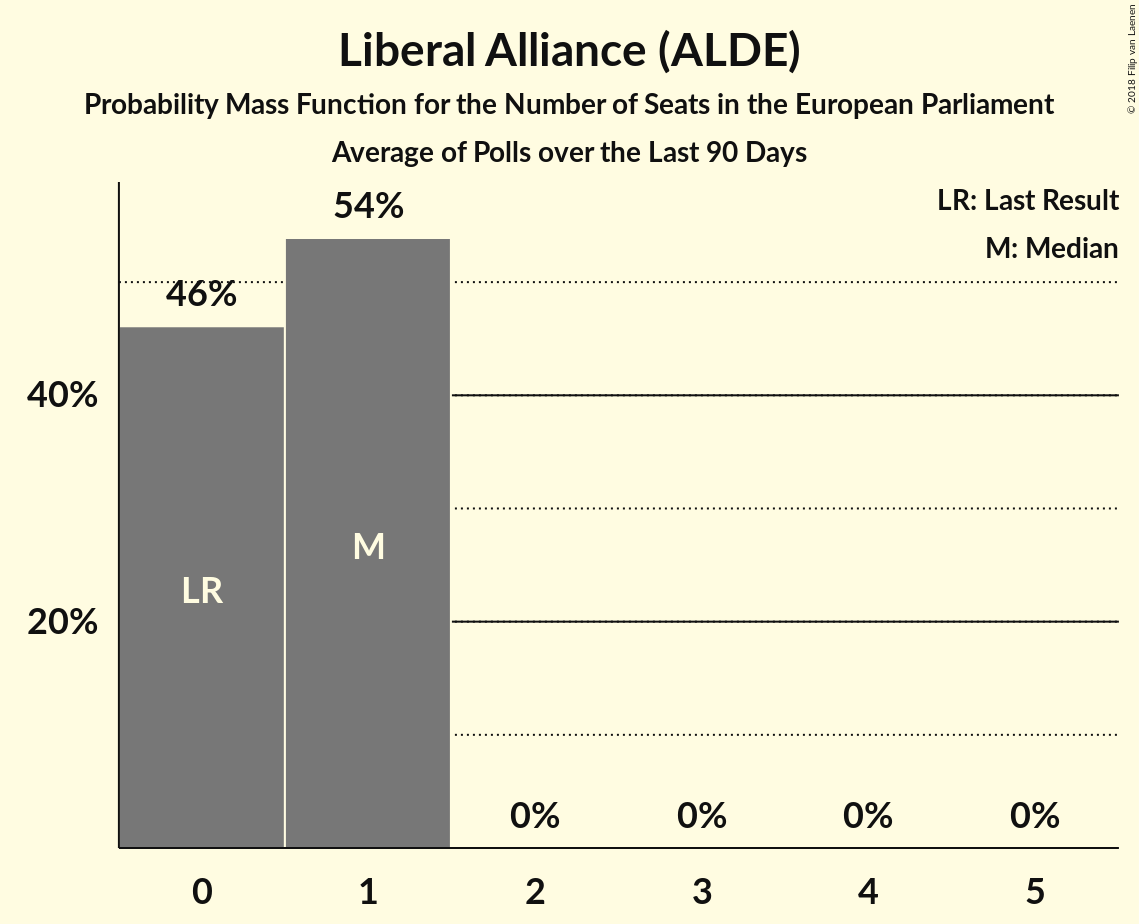 Liberal Alliance (ALDE)
Probability Mass Function for the Number of Seats in the European Parliament
Average of Polls over the Last 90 Days
© 2018 Filip van Laenen
LR: Last Result
M: Median
54%
46%
40%
20%
LR
M
0%
0%
0%
0%
0
1
2
3
4
5